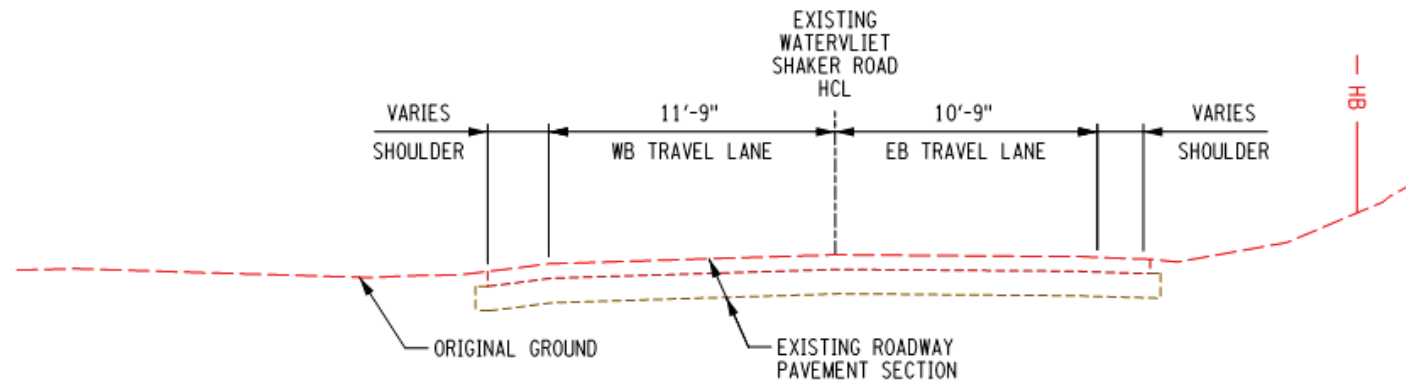 EXISTING
WATERVLIET
SHAKER ROAD
HCL
VARIES
11'-9"
10'-9"
VARIES
SHOULDER
WB TRAVEL LANE
EB TRAVEL LANE
SHOULDER
HB
ORIGINAL GROUND
EXISTING ROADWAY
PAVEMENT SECTION